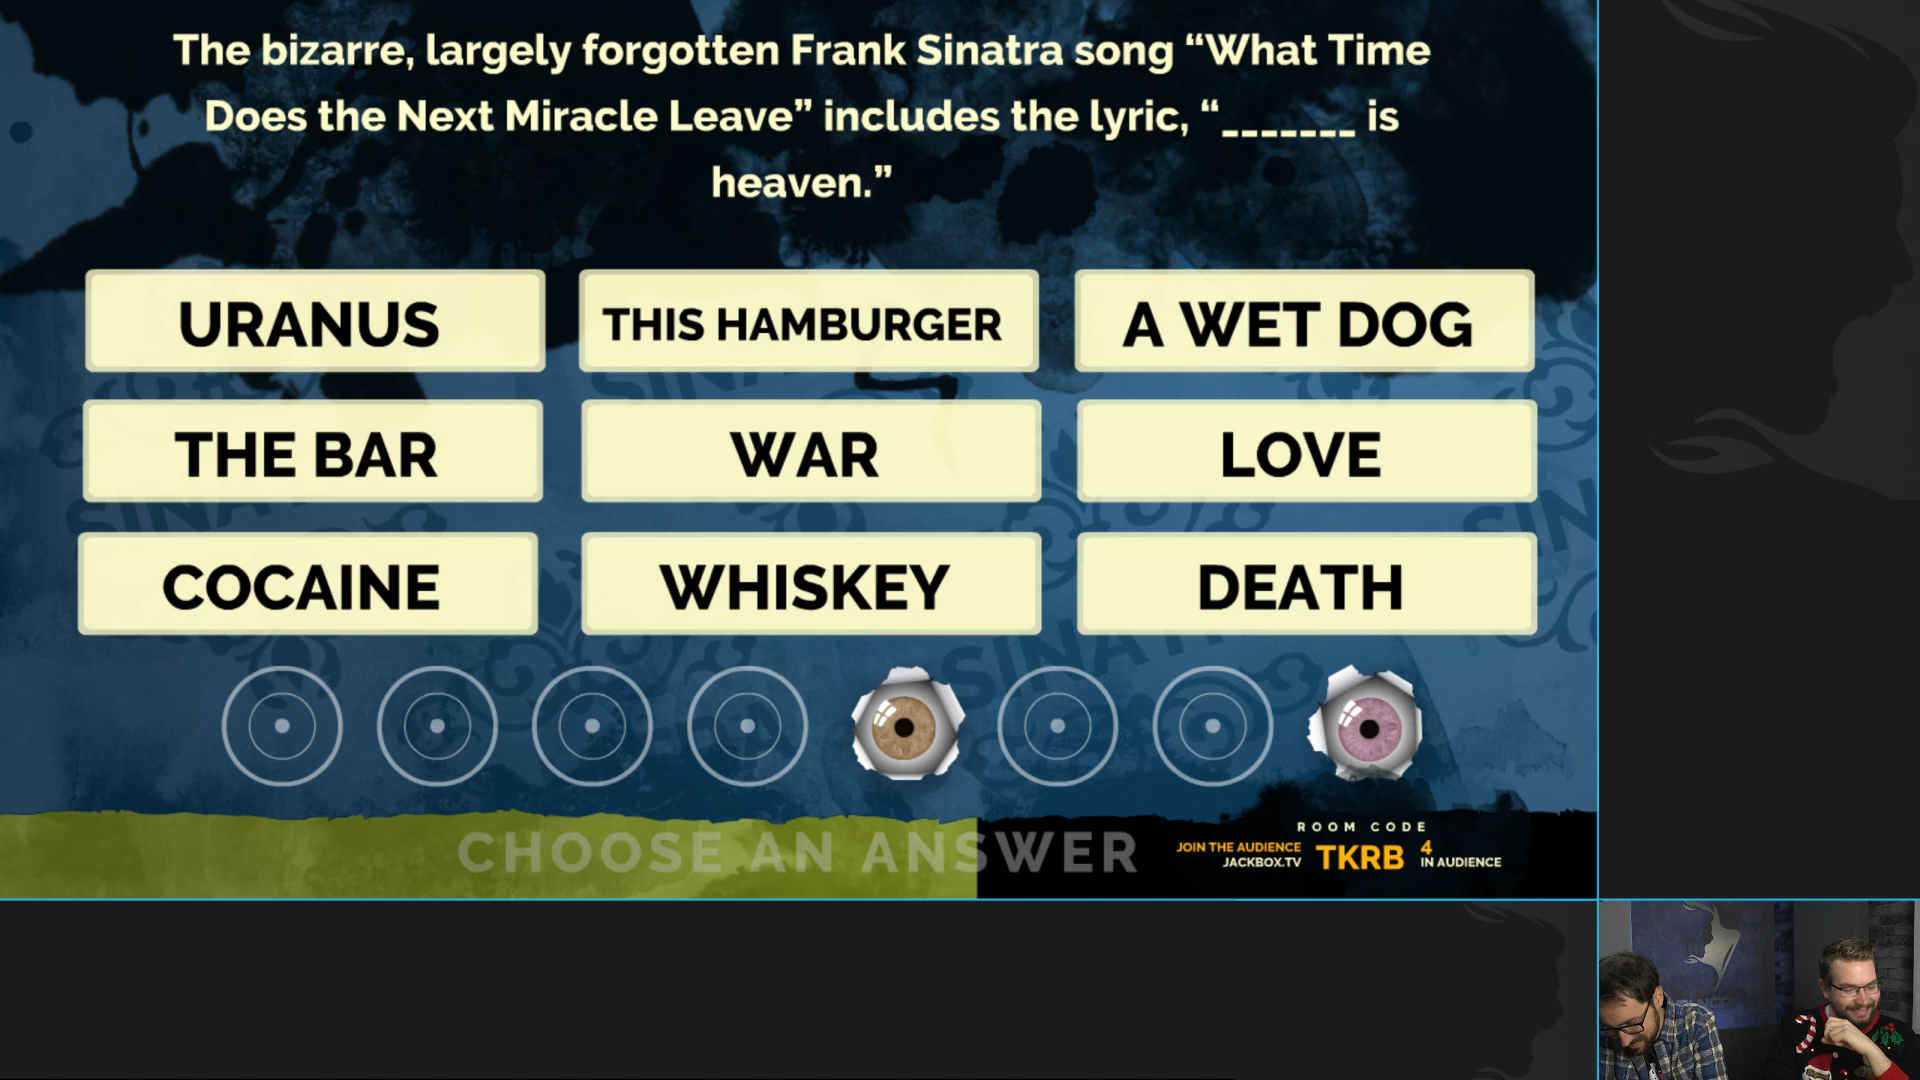 The bizarre, largely forgotten Frank Sinatra song “What Time
Does the Next Miracle Leave” includes the lyric, “_______ is
heaven.”
URANUS
THIS HAMBURGER
A WET DOG
THE BAR
WAR
LOVE
COCAINE
WHISKEY
DEATH
CHOOSE AN ANSWER
ROOM CODE
JOIN THE AUDIENCE
JACKBOX.TV
TKRB
4
IN AUDIENCE